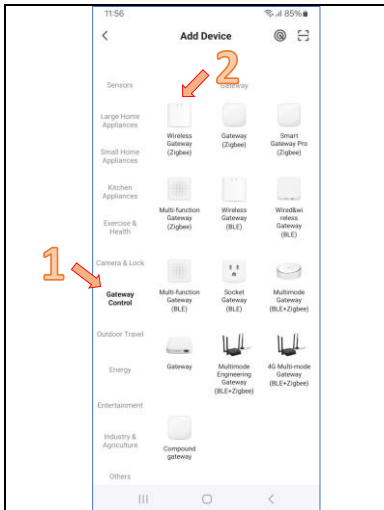 11:56
85%
Add Device
2
Sensors
Gateway
Large Home
Appliances
Wireless
Gateway
(Zigbee)
Gateway
(Zigbee)
Smart
Gateway Pro
(Zigbee)
Small Home
Appliances
Kitchen
Appliances
Multi-function
Gateway
(Zigbee)
Wireless
Gateway
(BLE)
Wired&wi
reless
Gateway
(BLE)
Exercise &
Health
1
Camera & Lock
Gateway
Control
Multi-function
Gateway
(BLE)
Socket
Gateway
(BLE)
Multimode
Gateway
(BLE+Zigbee)
Outdoor Travel
Energy
Gateway
Multimode
Engineering
Gateway
(BLE+Zigbee)
4G Multi-mode
Gateway
(BLE+Zigbee)
Entertainment
Industry &
Agriculture
Compound
gateway
Others